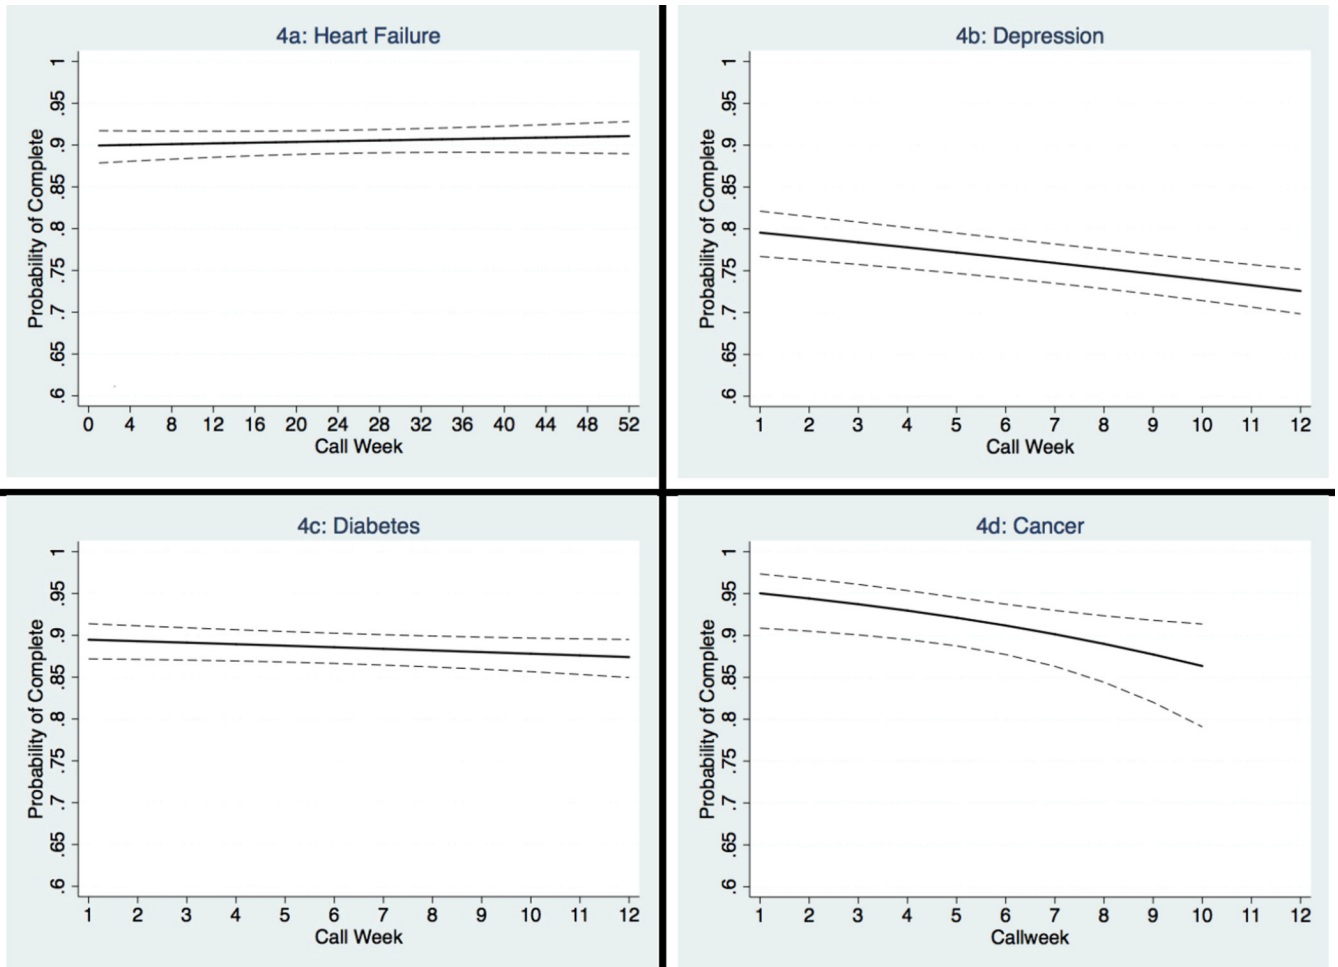 4a: Heart Failure
Probability of Complete
1
.95
.9
.85
.8
.75
.7
.65
.6
0 4 8 12 16 20 24 28 32 36 40 44 48 52
Call Week
4b: Depression
Probability of Complete
1
.95
.9
.85
.8
.75
.7
.65
.6
1 2 3 4 5 6 7 8 9 10 11 12
Call Week
4c: Diabetes
Probability of Complete
1
.95
.9
.85
.8
.75
.7
.65
.6
1 2 3 4 5 6 7 8 9 10 11 12
Call Week
4d: Cancer
Probability of Complete
1
.95
.9
.85
.8
.75
.7
.65
.6
1 2 3 4 5 6 7 8 9 10 11 12
Callweek